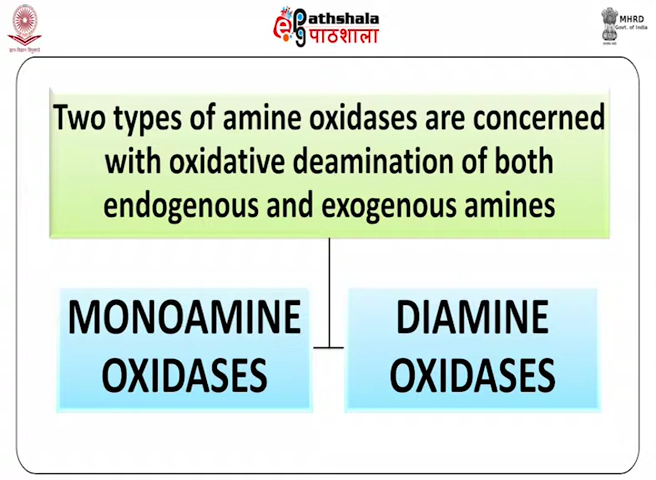 ePathshala
पाठशाला
MHRD
Govt. of India
Two types of amine oxidases are concerned
with oxidative deamination of both
endogenous and exogenous amines
MONOAMINE
OXIDASES
DIAMINE
OXIDASES